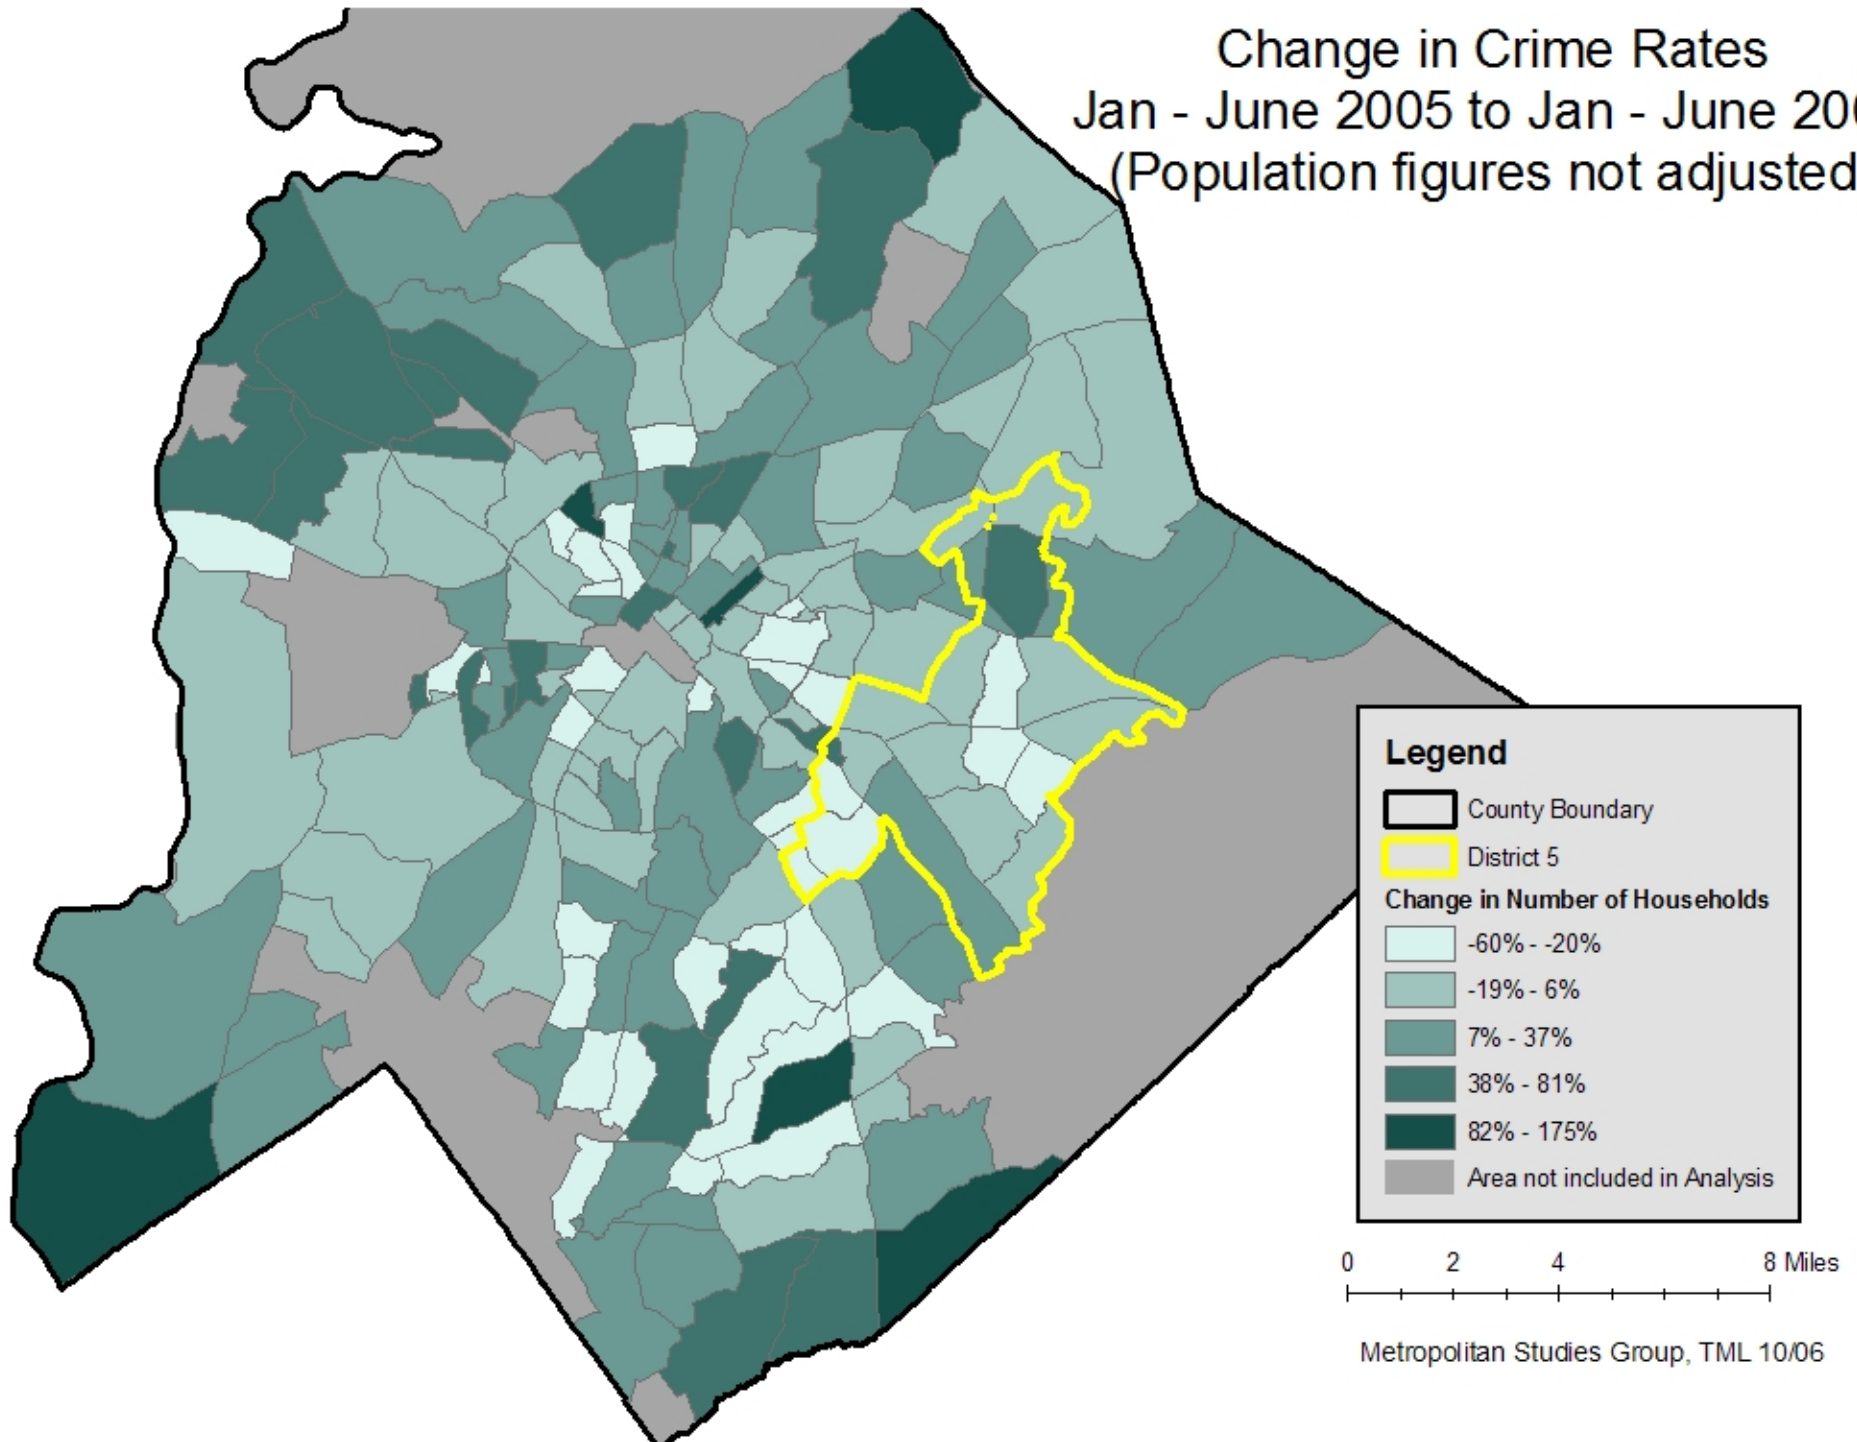 Change in Crime Rates
Jan - June 2005 to Jan - June 200
(Population figures not adjusted
Legend
County Boundary
District 5
Change in Number of Households
-60% - -20%
-19% - 6%
7% - 37%
38% - 81%
82% - 175%
Area not included in Analysis
0 2 4 8 Miles
Metropolitan Studies Group, TML 10/06